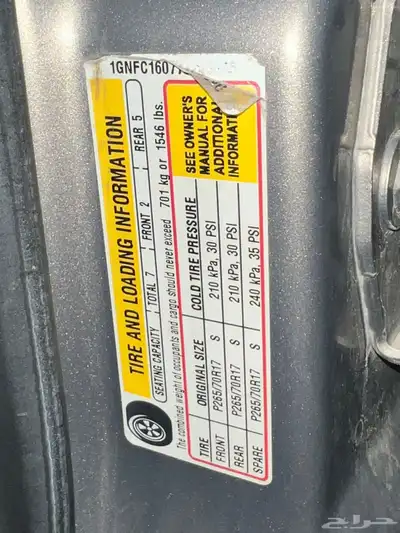 1GNFC1607
TIRE AND LOADING INFORMATION
SEATING CAPACITY TOTAL 7 FRONT 2 REAR 5
The combined weight of occupants and cargo should never exceed 701 kg or 1546 lbs.
TIRE ORIGINAL SIZE COLD TIRE PRESSURE
FRONT P265/70R17 S 210 kPa, 30 PSI
REAR P265/70R17 S 210 kPa, 30 PSI
SPARE P265/70R17 S 240 kPa, 35 PSI
SEE OWNER'S
MANUAL FOR
ADDITIONAL
INFORMATI
حراج